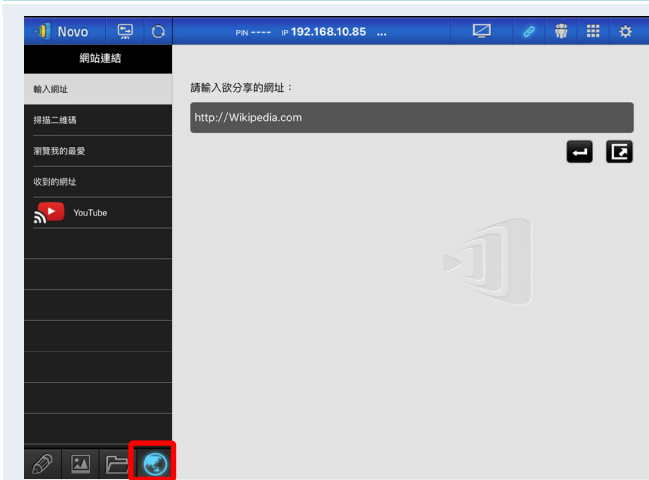 Novo
PIN ---- IP 192.168.10.85 ...
網站連結
輸入網址
掃描二維碼
瀏覽我的最愛
收到的網址
YouTube
請輸入欲分享的網址：
http://Wikipedia.com